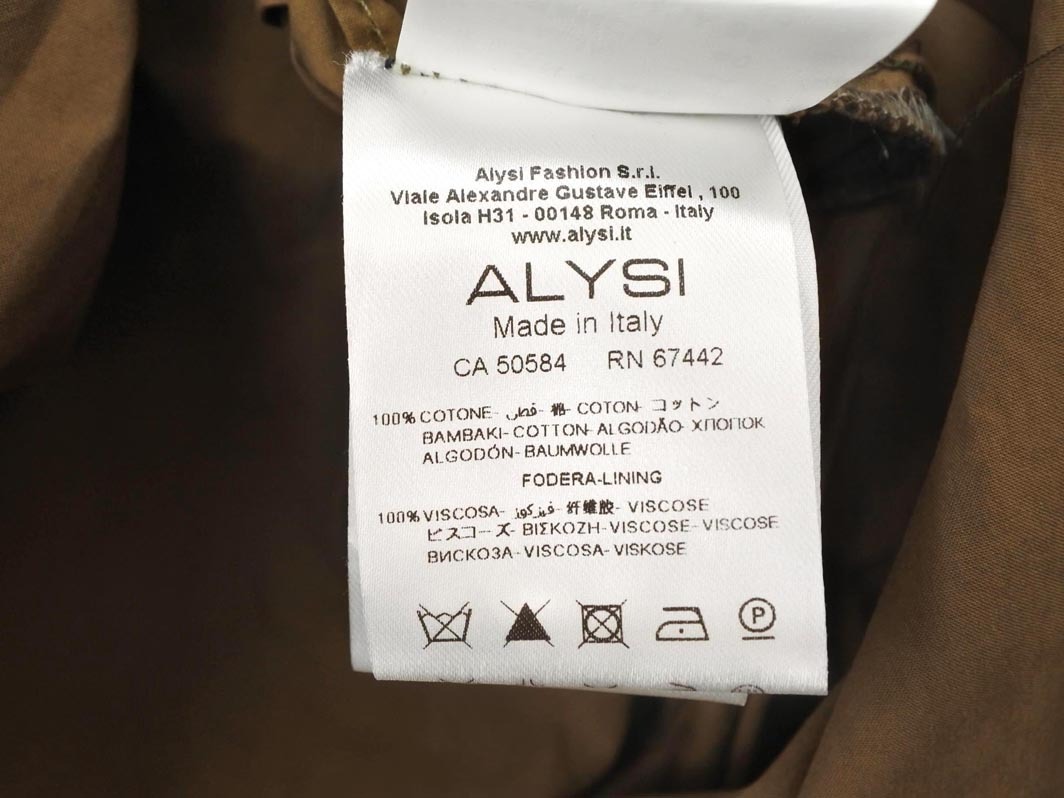 Alysi Fashion S.r.l.
Viale Alexandre Gustave Eiffel , 100
Isola H31 - 00148 Roma - Italy
www.alysi.it
ALYSI
Made in Italy
CA 50584 RN 67442
100% COTONE- قطن- 棉- COTON- コットン
BAMBAKI- COTTON- ALGODÃO- ХЛОПОК
ALGODÓN- BAUMWOLLE
FODERA-LINING
100% VISCOSA- فيسكوز- 纤维胶- VISCOSE
ビスコーズ- ΒΙΣΚΟΖΗ-VISCOSE- VISCOSE
ВИСКОЗА-VISCOSA- VISKOSE
P